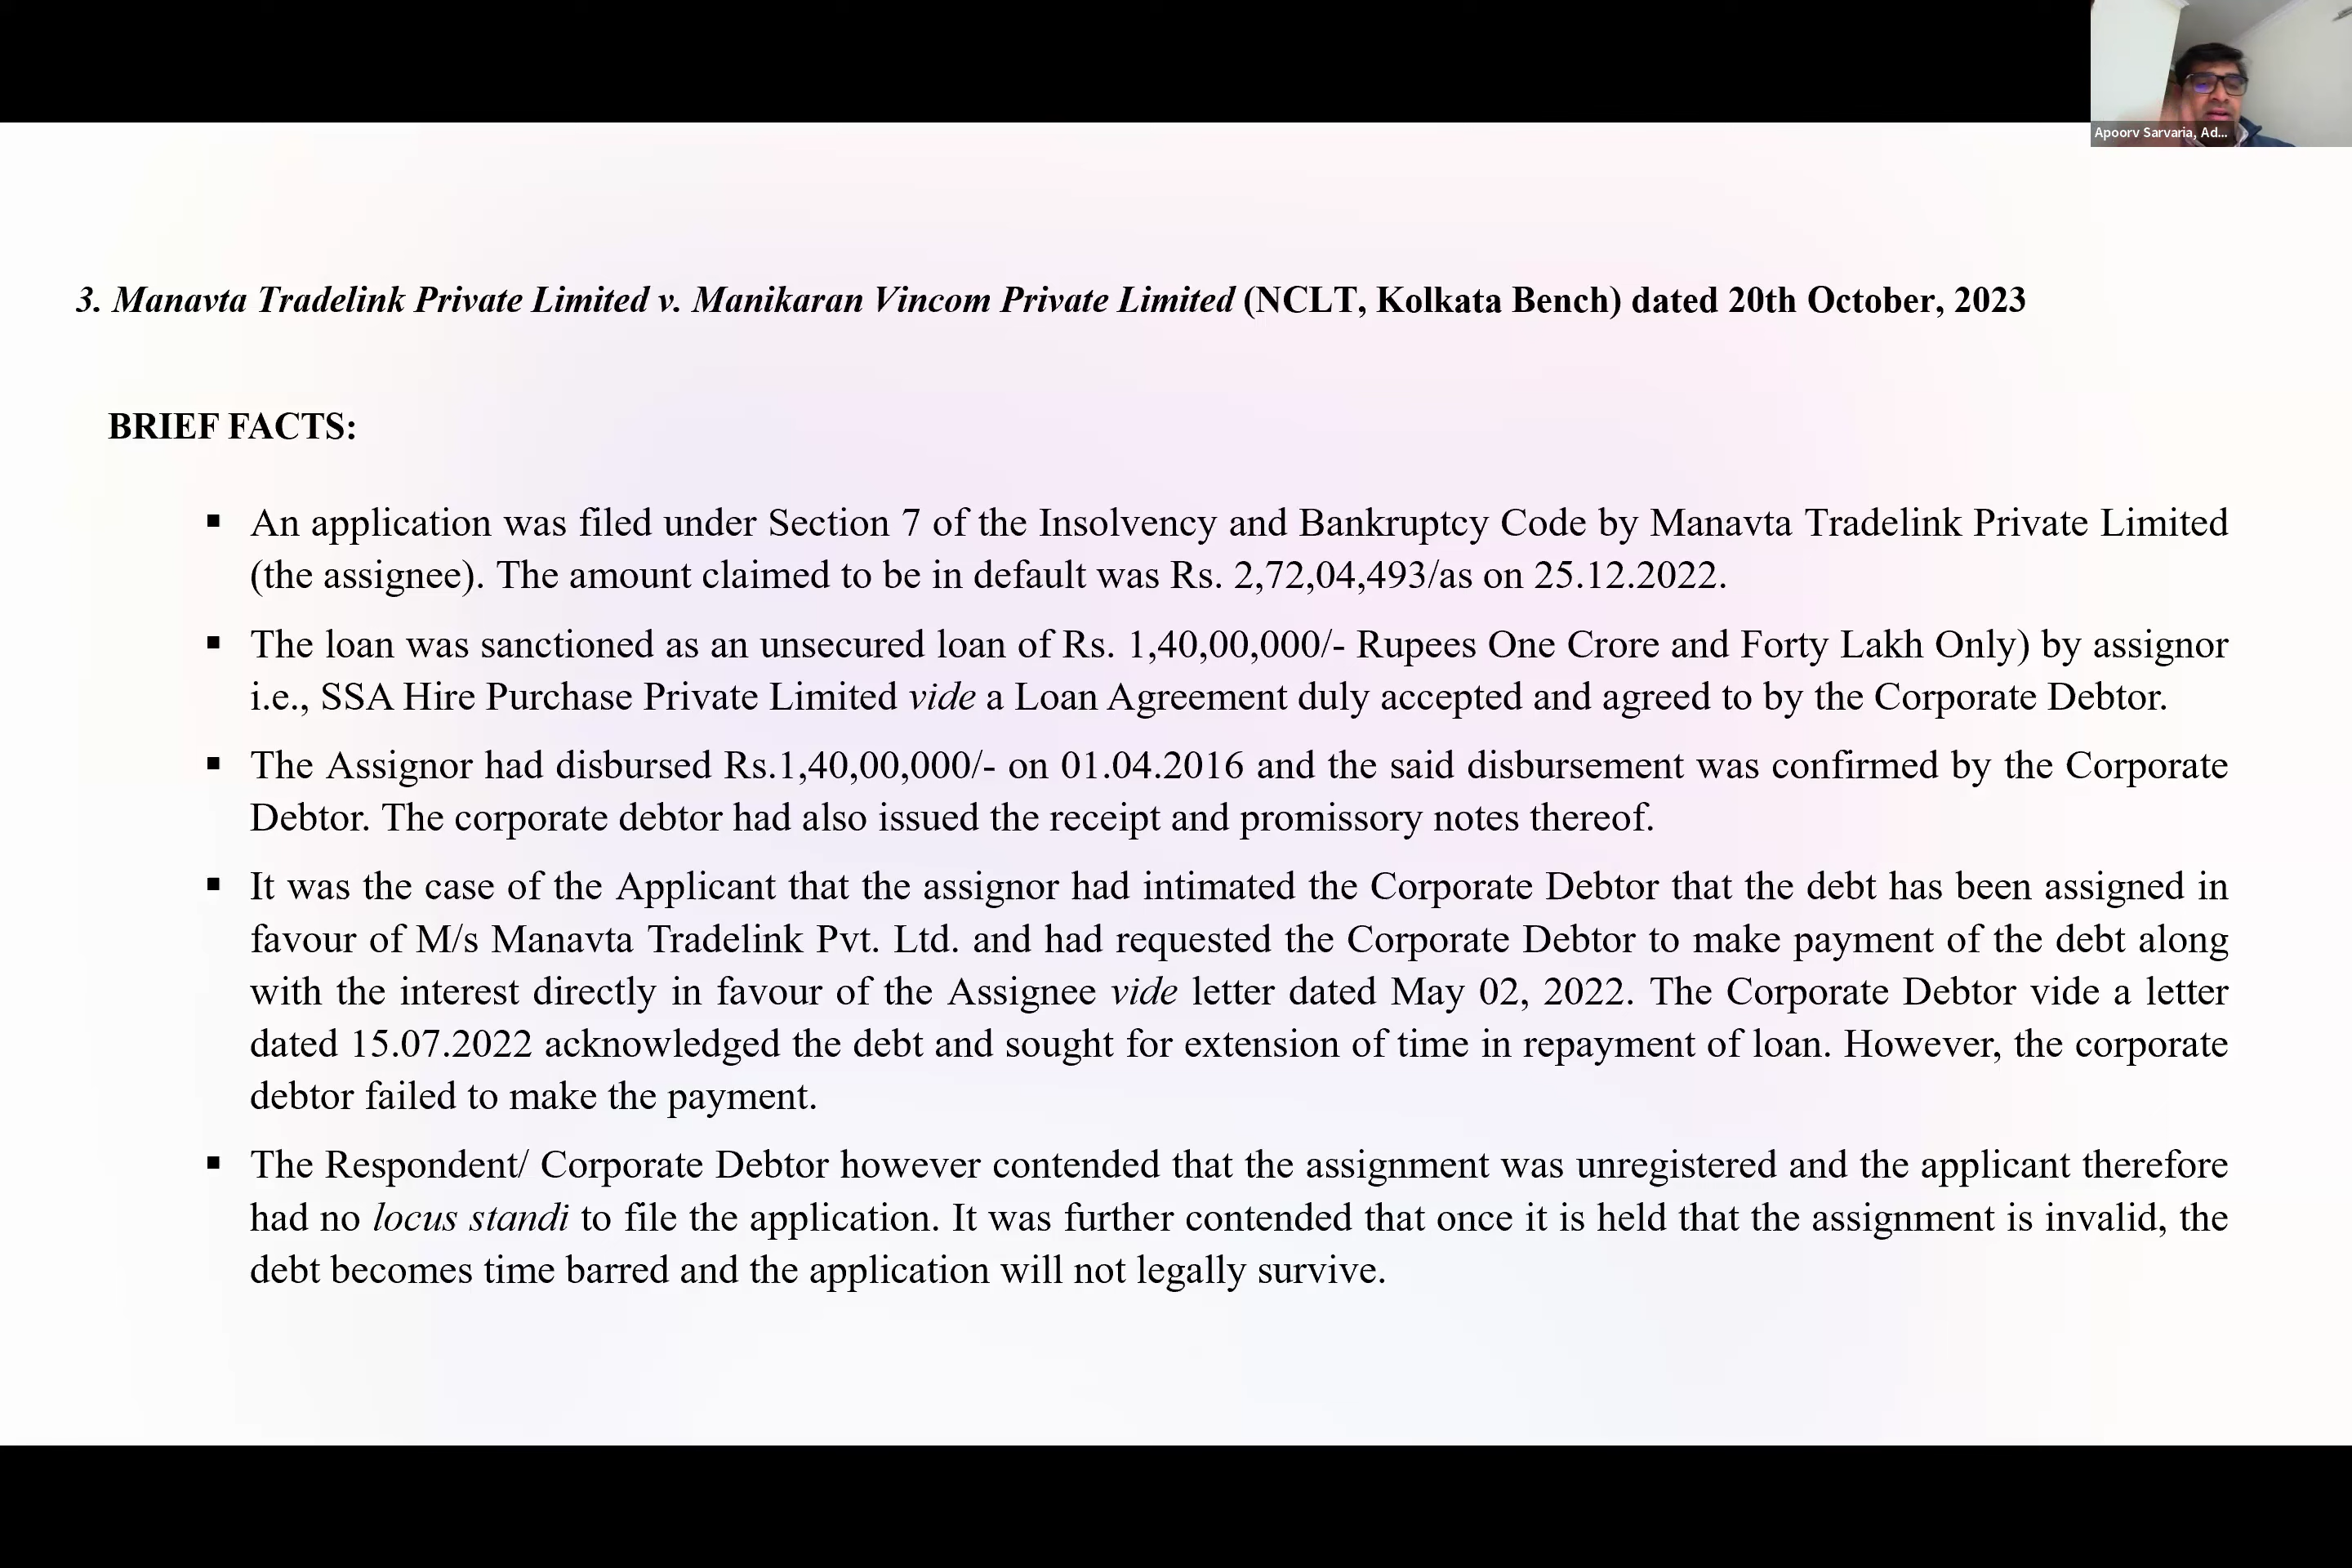 Apoorv Sarvaria, Ad...
3. Manavta Tradelink Private Limited v. Manikaran Vincom Private Limited (NCLT, Kolkata Bench) dated 20th October, 2023
BRIEF FACTS:
▪ An application was filed under Section 7 of the Insolvency and Bankruptcy Code by Manavta Tradelink Private Limited
(the assignee). The amount claimed to be in default was Rs. 2,72,04,493/as on 25.12.2022.
▪ The loan was sanctioned as an unsecured loan of Rs. 1,40,00,000/- Rupees One Crore and Forty Lakh Only) by assignor
i.e., SSA Hire Purchase Private Limited vide a Loan Agreement duly accepted and agreed to by the Corporate Debtor.
▪ The Assignor had disbursed Rs.1,40,00,000/- on 01.04.2016 and the said disbursement was confirmed by the Corporate
Debtor. The corporate debtor had also issued the receipt and promissory notes thereof.
▪ It was the case of the Applicant that the assignor had intimated the Corporate Debtor that the debt has been assigned in
favour of M/s Manavta Tradelink Pvt. Ltd. and had requested the Corporate Debtor to make payment of the debt along
with the interest directly in favour of the Assignee vide letter dated May 02, 2022. The Corporate Debtor vide a letter
dated 15.07.2022 acknowledged the debt and sought for extension of time in repayment of loan. However, the corporate
debtor failed to make the payment.
▪ The Respondent/ Corporate Debtor however contended that the assignment was unregistered and the applicant therefore
had no locus standi to file the application. It was further contended that once it is held that the assignment is invalid, the
debt becomes time barred and the application will not legally survive.